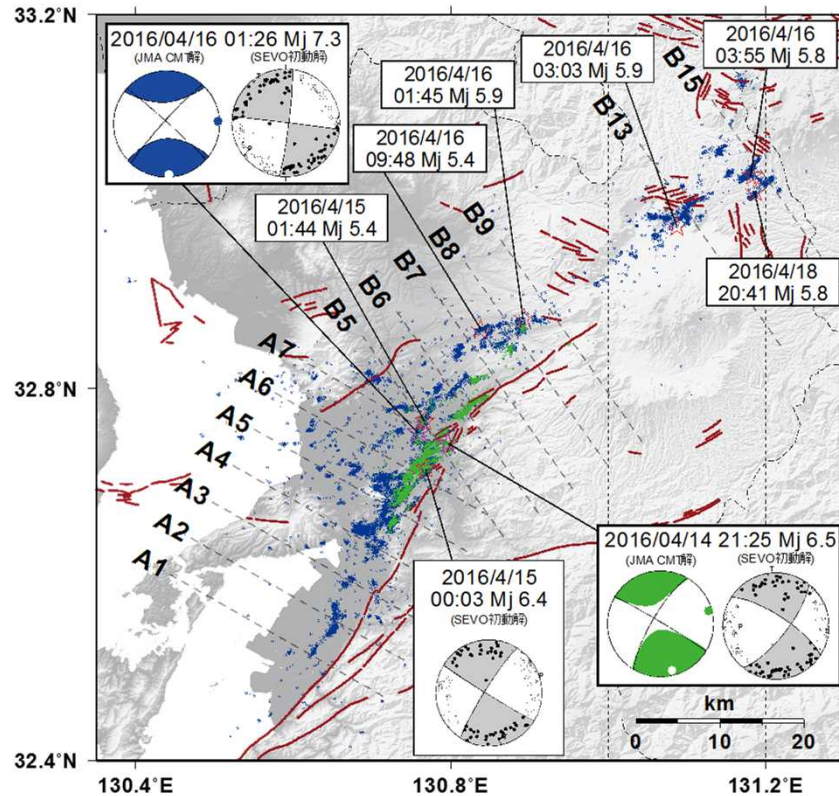 33.2˚N
2016/04/16 01:26 Mj 7.3
(JMA CMT解)
(SEVO初動解)
2016/4/16
01:45 Mj 5.9
2016/4/16
09:48 Mj 5.4
2016/4/15
01:44 Mj 5.4
2016/4/16
03:03 Mj 5.9
2016/4/16
03:55 Mj 5.8
B15
B13
B9
B8
B7
B6
B5
2016/4/18
20:41 Mj 5.8
32.8˚N
A7
A6
A5
A4
A3
A2
A1
2016/4/15
00:03 Mj 6.4
(SEVO初動解)
2016/04/14 21:25 Mj 6.5
(JMA CMT解)
(SEVO初動解)
km
0 10 20
32.4˚N
130.4˚E
130.8˚E
131.2˚E